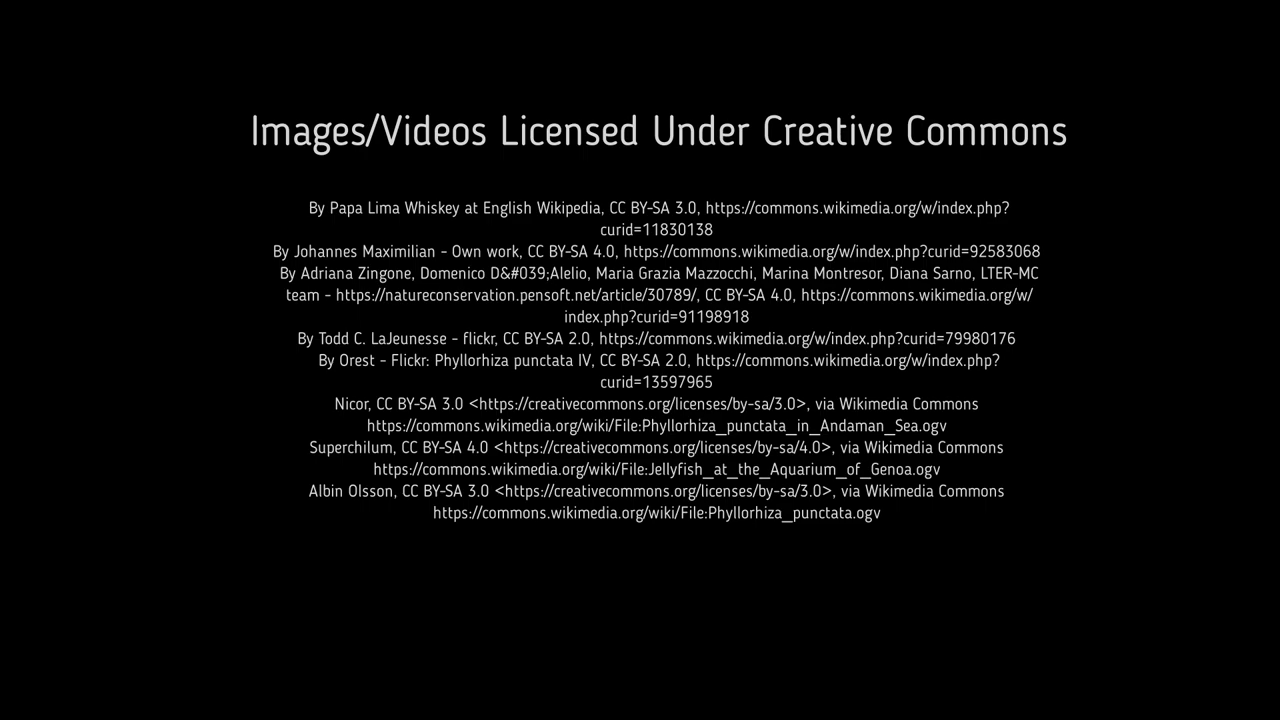 Images/Videos Licensed Under Creative Commons
By Papa Lima Whiskey at English Wikipedia, CC BY-SA 3.0, https://commons.wikimedia.org/w/index.php?
curid=11830138
By Johannes Maximilian - Own work, CC BY-SA 4.0, https://commons.wikimedia.org/w/index.php?curid=92583068
By Adriana Zingone, Domenico D&#039;Alelio, Maria Grazia Mazzocchi, Marina Montresor, Diana Sarno, LTER-MC
team - https://natureconservation.pensoft.net/article/30789/, CC BY-SA 4.0, https://commons.wikimedia.org/w/
index.php?curid=91198918
By Todd C. LaJeunesse - flickr, CC BY-SA 2.0, https://commons.wikimedia.org/w/index.php?curid=79980176
By Orest - Flickr: Phyllorhiza punctata IV, CC BY-SA 2.0, https://commons.wikimedia.org/w/index.php?
curid=13597965
Nicor, CC BY-SA 3.0 <https://creativecommons.org/licenses/by-sa/3.0>, via Wikimedia Commons
https://commons.wikimedia.org/wiki/File:Phyllorhiza_punctata_in_Andaman_Sea.ogv
Superchilum, CC BY-SA 4.0 <https://creativecommons.org/licenses/by-sa/4.0>, via Wikimedia Commons
https://commons.wikimedia.org/wiki/File:Jellyfish_at_the_Aquarium_of_Genoa.ogv
Albin Olsson, CC BY-SA 3.0 <https://creativecommons.org/licenses/by-sa/3.0>, via Wikimedia Commons
https://commons.wikimedia.org/wiki/File:Phyllorhiza_punctata.ogv